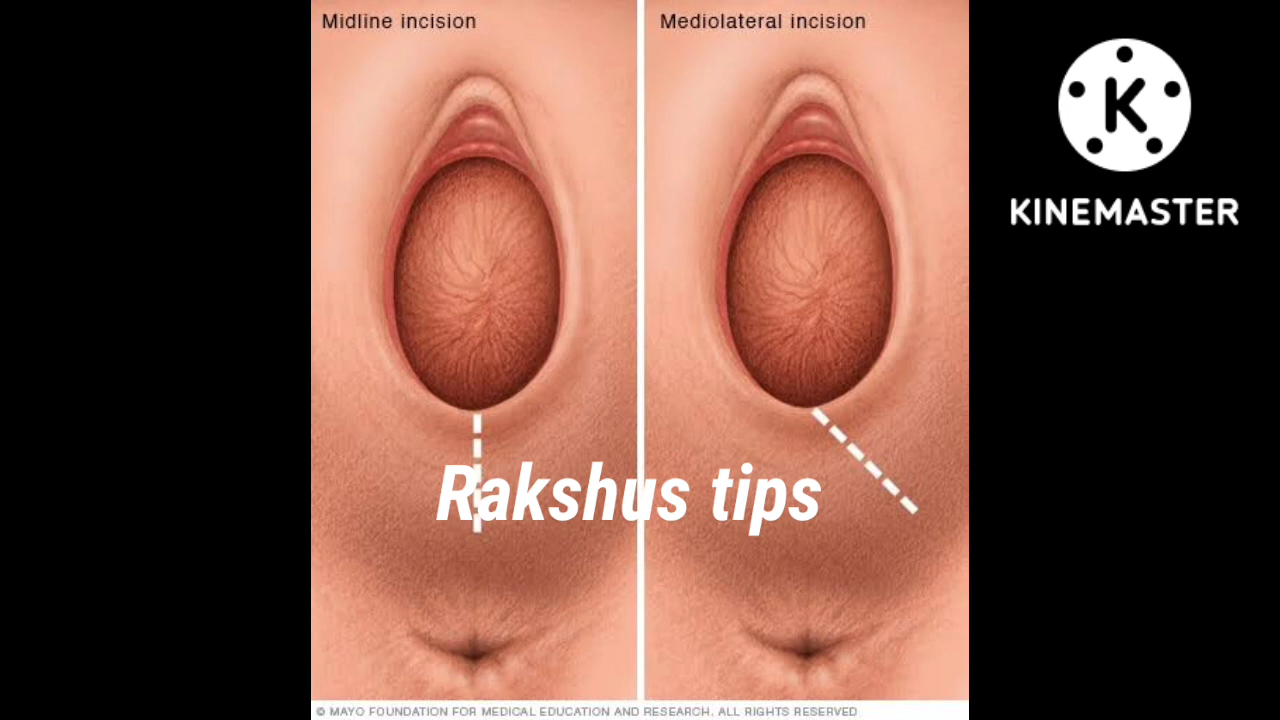 Midline incision
Mediolateral incision
K
KINEMASTER
Rakshus tips
© MAYO FOUNDATION FOR MEDICAL EDUCATION AND RESEARCH. ALL RIGHTS RESERVED